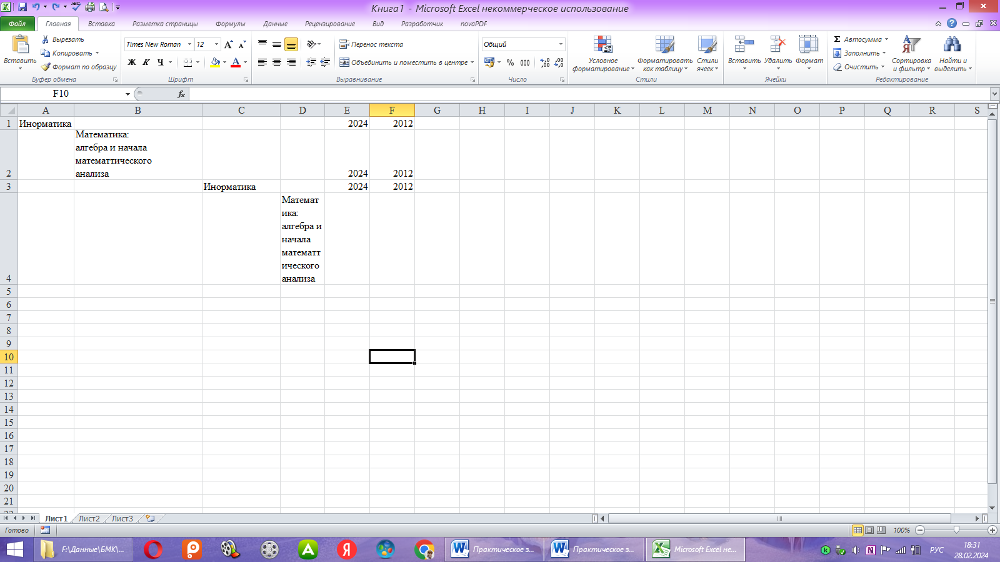 Книга1 - Microsoft Excel некоммерческое использование
Файл Главная Вставка Разметка страницы Формулы Данные Рецензирование Вид Разработчик novaPDF
Вставить
Вырезать
Копировать
Формат по образцу
Буфер обмена
Times New Roman 12
Ж К Ч
Шрифт
Перенос текста
Объединить и поместить в центре
Выравнивание
Общий
% 000
Число
Условное форматирование
Форматировать как таблицу
Стили ячеек
Стили
Вставить Удалить Формат
Ячейки
Автосумма
Заполнить
Очистить
Сортировка и фильтр
Найти и выделить
Редактирование
F10 fx
A B C D E F G H I J K L M N O P Q R S
1 Инорматика 2024 2012
Математика:
алгебра и начала
математтического
2 анализа 2024 2012
3 Инорматика 2024 2012
Математ
ика:
алгебра и
начала
математт
ического
4 анализа
5
6
7
8
9
10
11
12
13
14
15
16
17
18
19
20
21
22
Лист1 Лист2 Лист3
Готово 100%
F:\Данные\БМК\... Практическое з... Практическое з... Microsoft Excel не... РУС 18:31
28.02.2024